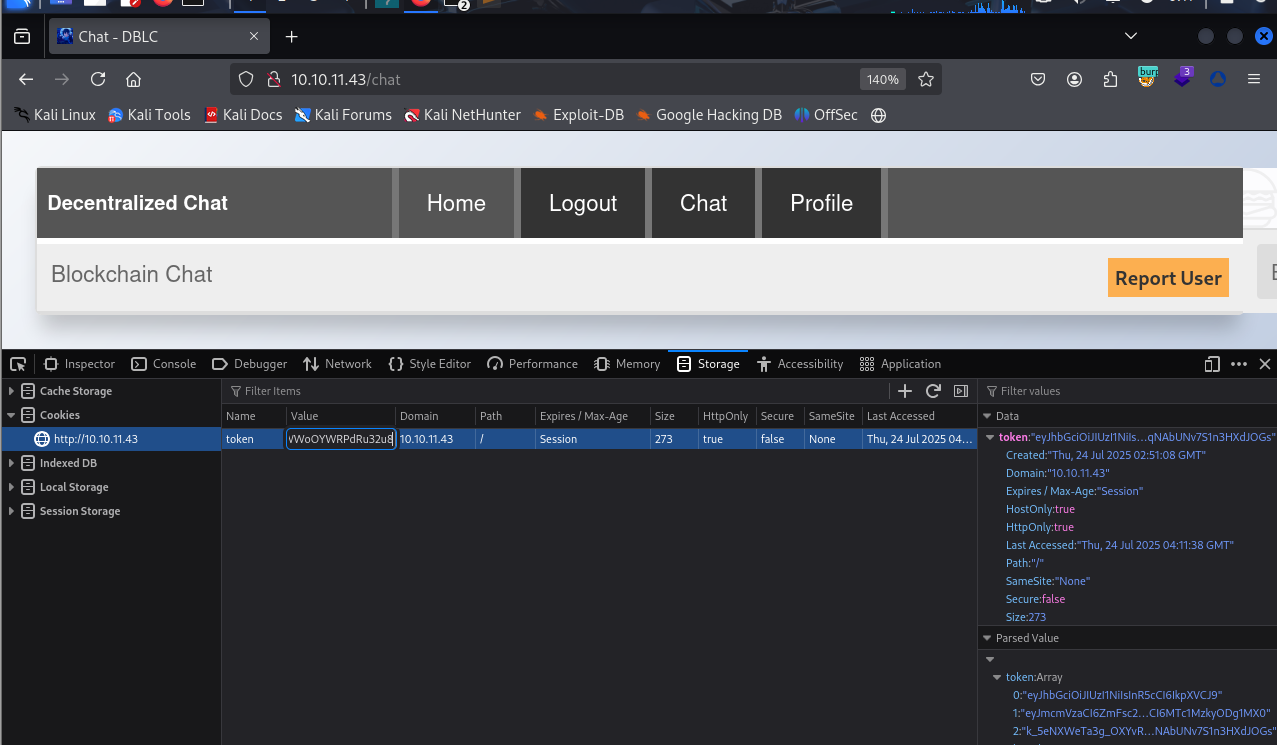 2
Chat - DBLC
10.10.11.43/chat
140%
burp
3
Kali Linux
Kali Tools
Kali Docs
Kali Forums
Kali NetHunter
Exploit-DB
Google Hacking DB
OffSec
Decentralized Chat
Home
Logout
Chat
Profile
Blockchain Chat
Report User
Inspector
Console
Debugger
Network
Style Editor
Performance
Memory
Storage
Accessibility
Application
Cache Storage
Cookies
http://10.10.11.43
Indexed DB
Local Storage
Session Storage
Filter Items
Name Value Domain Path Expires / Max-Age Size HttpOnly Secure SameSite Last Accessed
token WoOYWRPdRu32u8 10.10.11.43 / Session 273 true false None Thu, 24 Jul 2025 04...
Filter values
Data
token:"eyJhbGciOiJIUzI1NiIs...qNAbUNv7S1n3HXdJOGs"
Created:"Thu, 24 Jul 2025 02:51:08 GMT"
Domain:"10.10.11.43"
Expires / Max-Age:"Session"
HostOnly:true
HttpOnly:true
Last Accessed:"Thu, 24 Jul 2025 04:11:38 GMT"
Path:"/"
SameSite:"None"
Secure:false
Size:273
Parsed Value
token:Array
0:"eyJhbGciOiJIUzI1NiIsInR5cCI6IkpXVCJ9"
1:"eyJmcmVzaCI6ZmFsc2...CI6MTc1MzkyODg1MX0"
2:"k_5eNXWeTa3g_OXYvR...NAbUNv7S1n3HXdJOGs"